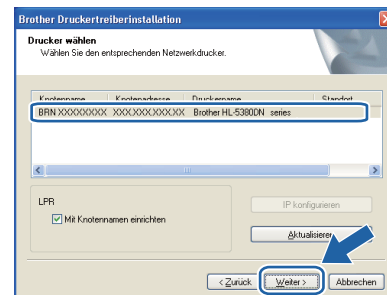 Brother Druckertreiberinstallation
Drucker wählen
Wählen Sie den entsprechenden Netzwerkdrucker.
Knotenname Knotenadresse Druckername Standort
BRN XXXXXXXXX XXX.XXX.XXX.XX Brother HL-5380DN series
LPR
Mit Knotennamen einrichten
IP konfigurieren
Aktualisieren
< Zurück Weiter > Abbrechen